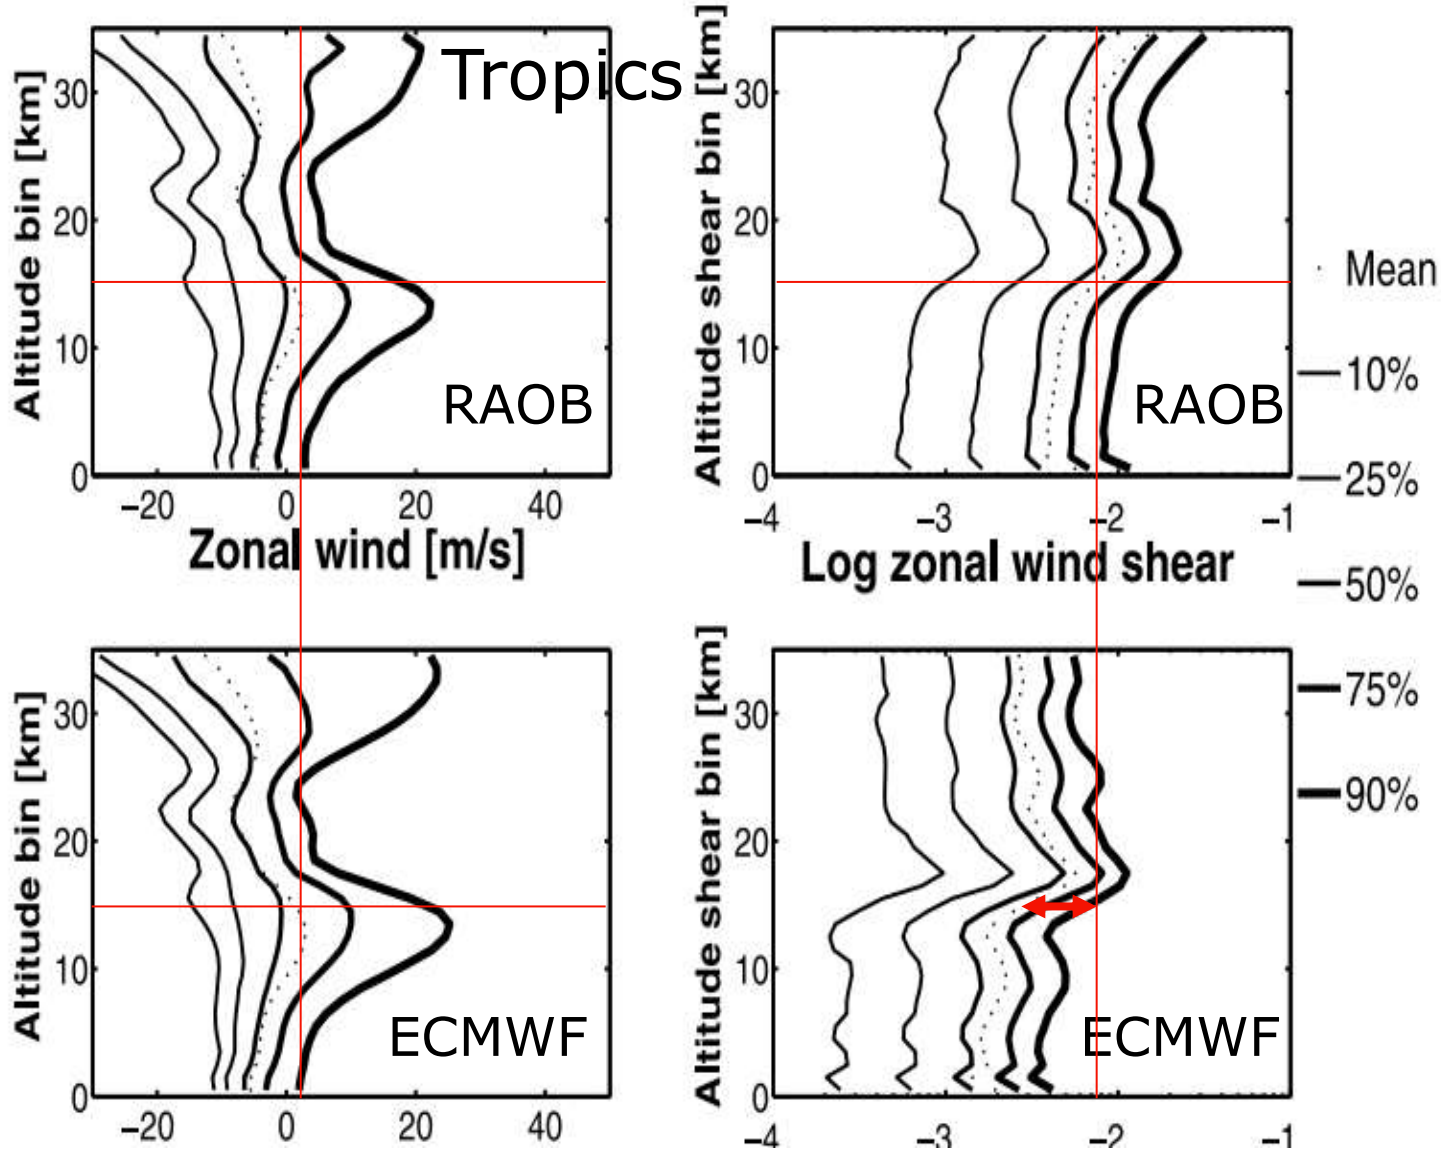 Tropics
Altitude bin [km]
30
20
10
0
RAOB
−20 0 20 40
Zonal wind [m/s]
Altitude shear bin [km]
30
20
10
0
RAOB
−4 −3 −2 −1
Log zonal wind shear
Mean
10%
25%
50%
75%
90%
Altitude bin [km]
30
20
10
0
ECMWF
−20 0 20 40
Altitude shear bin [km]
30
20
10
0
ECMWF
−4 −3 −2 −1